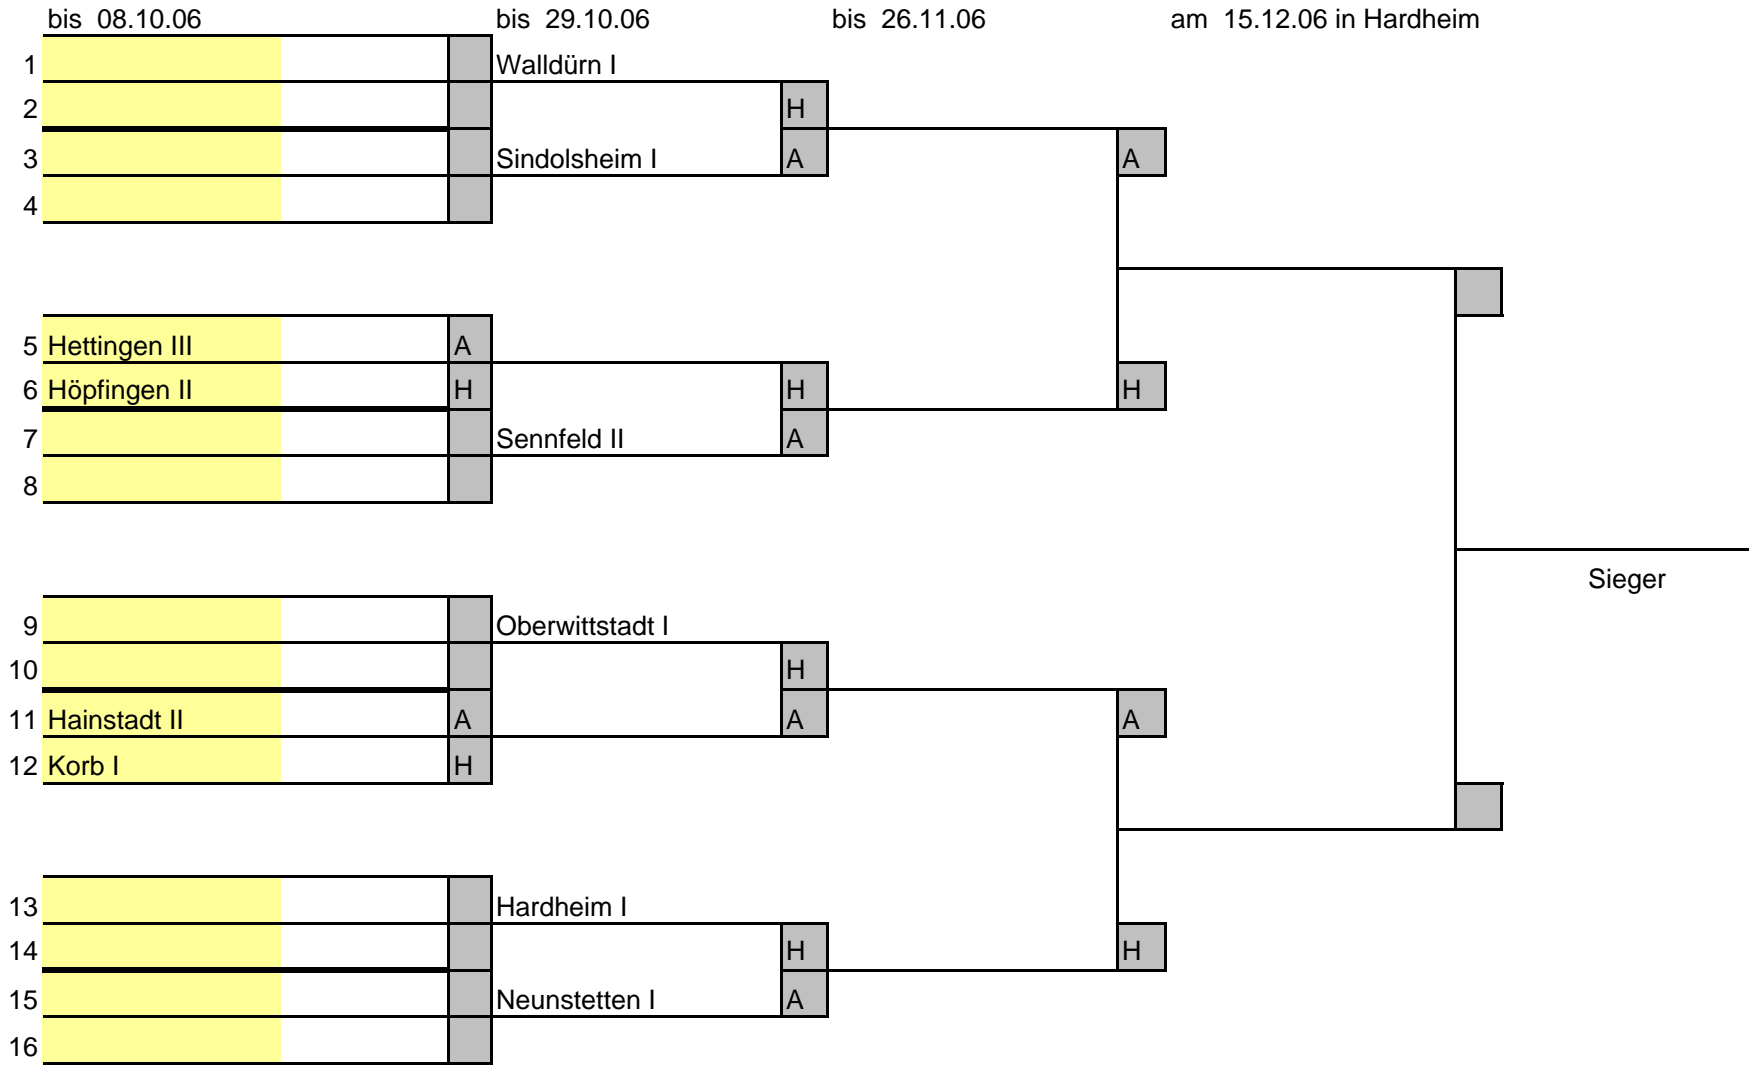 bis  08.10.06 bis  29.10.06 bis  26.11.06 am  15.12.06 in Hardheim
1 Walldürn I
2 H
3 Sindolsheim I A A
4
5 Hettingen III A
6 Höpfingen II H H H
7 Sennfeld II A
8
Sieger
9 Oberwittstadt I
10 H
11 Hainstadt II A A A
12 Korb I H
13 Hardheim I
14 H H
15 Neunstetten I A
16